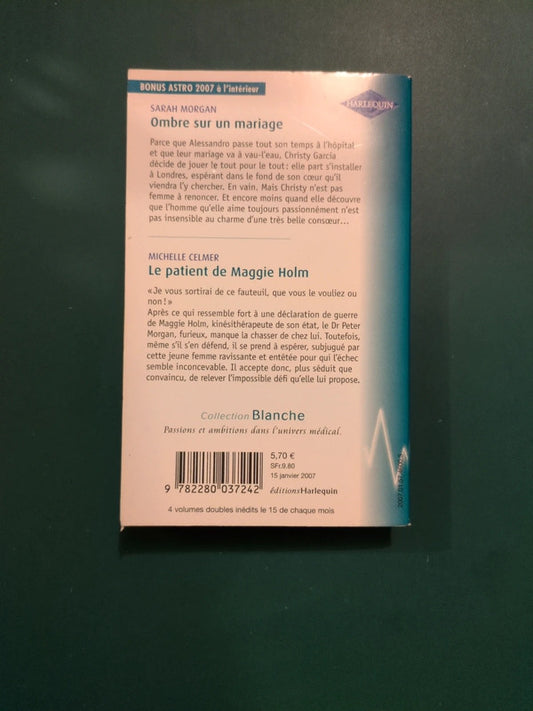 BONUS ASTRO 2007 à l'intérieur
HARLEQUIN
SARAH MORGAN
Ombre sur un mariage
Parce que Alessandro passe tout son temps à l'hôpital
et que leur mariage va à vau-l'eau, Christy Garcia
décide de jouer le tout pour le tout : elle part s'installer
à Londres, espérant dans le fond de son cœur qu'il
viendra l'y chercher. En vain. Mais Christy n'est pas
femme à renoncer. Et encore moins quand elle découvre
que l'homme qu'elle aime toujours passionnément n'est
pas insensible au charme d'une très belle consœur...
MICHELLE CELMER
Le patient de Maggie Holm
« Je vous sortirai de ce fauteuil, que vous le vouliez ou
non ! »
Après ce qui ressemble fort à une déclaration de guerre
de Maggie Holm, kinésithérapeute de son état, le Dr Peter
Morgan, furieux, manque la chasser de chez lui. Toutefois,
même s'il s'en défend, il se prend à espérer, subjugué par
cette jeune femme ravissante et entêtée pour qui l'échec
semble inconcevable. Il accepte donc, plus séduit que
convaincu, de relever l'impossible défi qu'elle lui propose.
Collection Blanche
Passions et ambitions dans l'univers médical.
5,70 €
SFr.9.80
15 janvier 2007
9 782280 037242
éditionsHarlequin
4 volumes doubles inédits le 15 de chaque mois